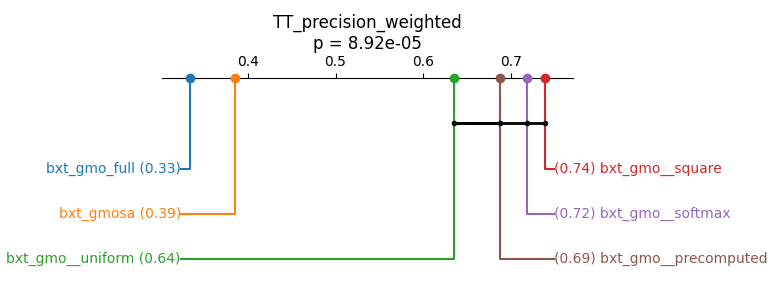 TT_precision_weighted
p = 8.92e-05
0.4 0.5 0.6 0.7
bxt_gmo_full (0.33)
(0.74) bxt_gmo__square
bxt_gmosa (0.39)
(0.72) bxt_gmo__softmax
bxt_gmo__uniform (0.64)
(0.69) bxt_gmo__precomputed